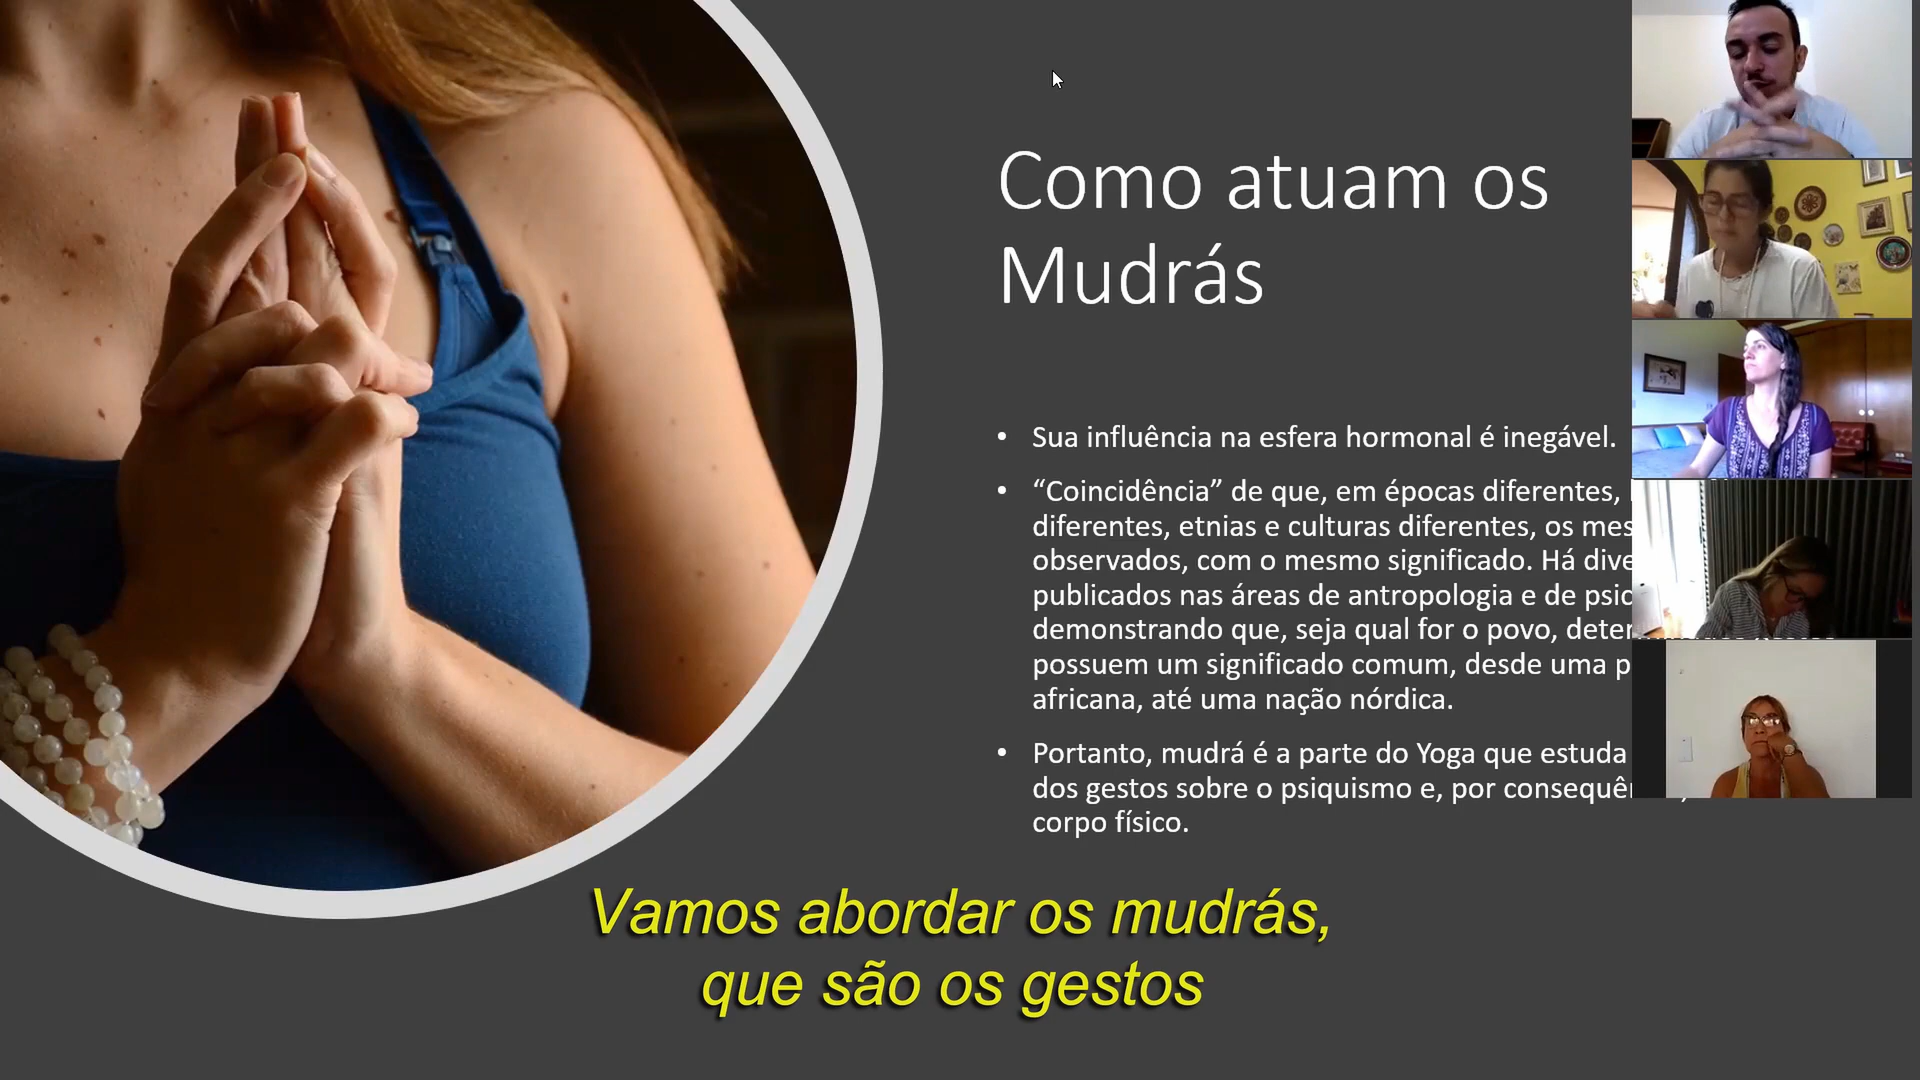 Como atuam os
Mudrás
• Sua influência na esfera hormonal é inegável.
• “Coincidência” de que, em épocas diferentes,
diferentes, etnias e culturas diferentes, os
observados, com o mesmo significado. Há
publicados nas áreas de antropologia e de
demonstrando que, seja qual for o povo,
possuem um significado comum, desde uma
africana, até uma nação nórdica.
• Portanto, mudrá é a parte do Yoga que estuda
dos gestos sobre o psiquismo e, por
corpo físico.
Vamos abordar os mudrás,
que são os gestos